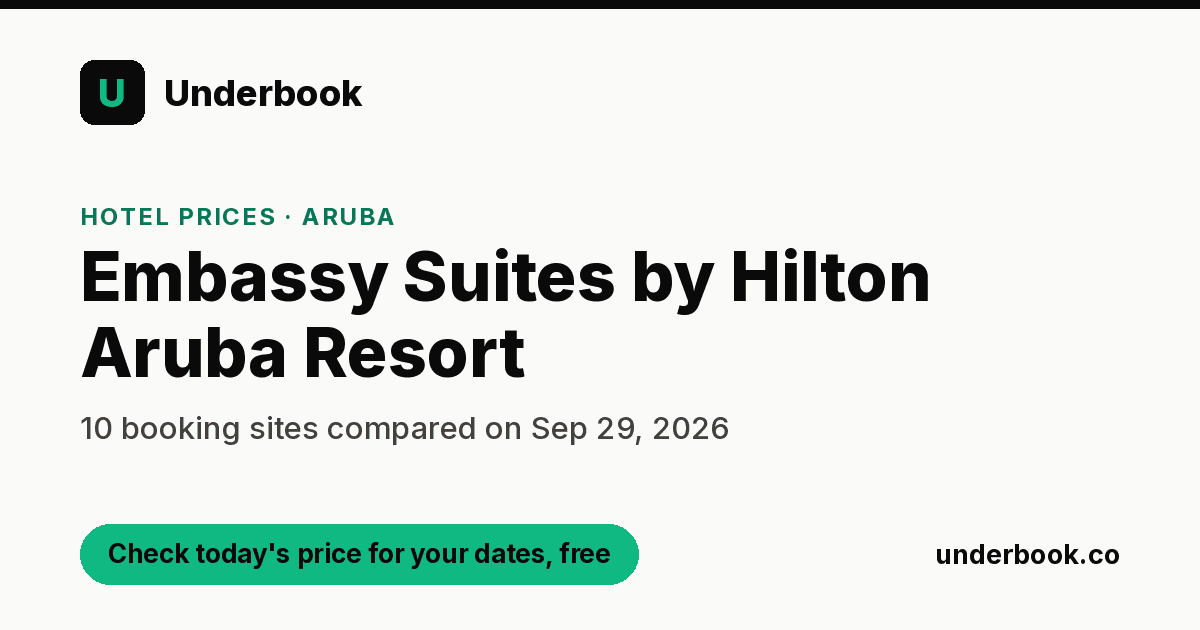 U
Underbook
HOTEL PRICES · ARUBA
Embassy Suites by Hilton
Aruba Resort
10 booking sites compared on Sep 29, 2026
Check today's price for your dates, free
underbook.co